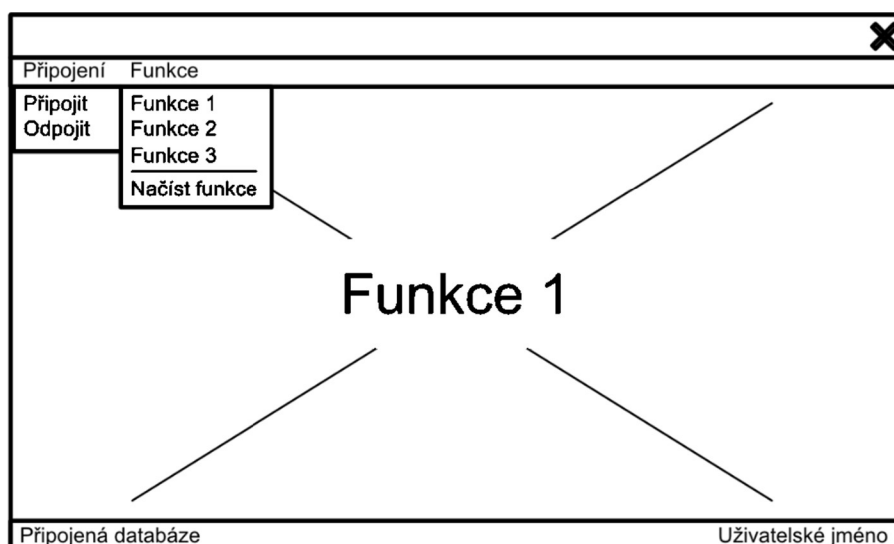 Připojení Funkce
Připojit
Odpojit
Funkce 1
Funkce 2
Funkce 3
Načíst funkce
Funkce 1
Připojená databáze
Uživatelské jméno